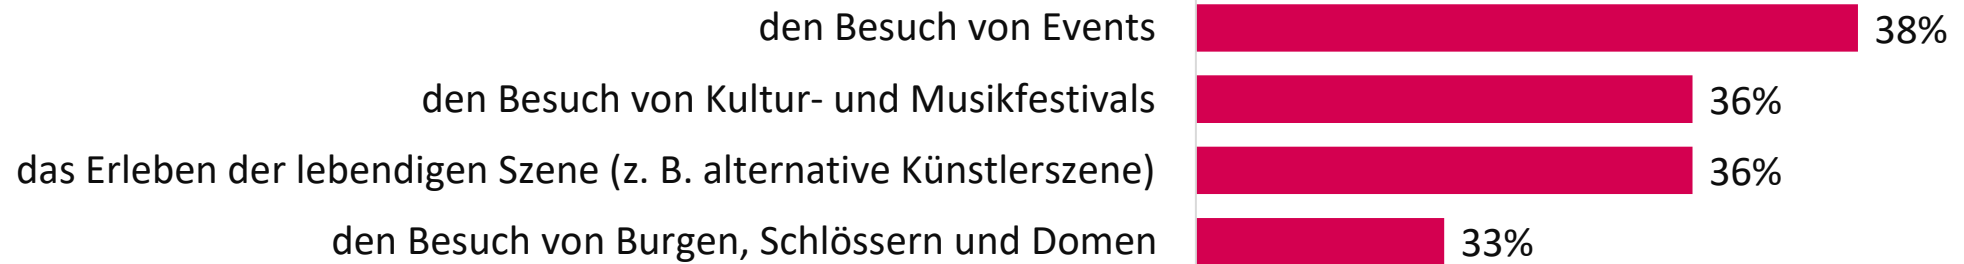 den Besuch von Events 38%
den Besuch von Kultur- und Musikfestivals 36%
das Erleben der lebendigen Szene (z. B. alternative Künstlerszene) 36%
den Besuch von Burgen, Schlössern und Domen 33%